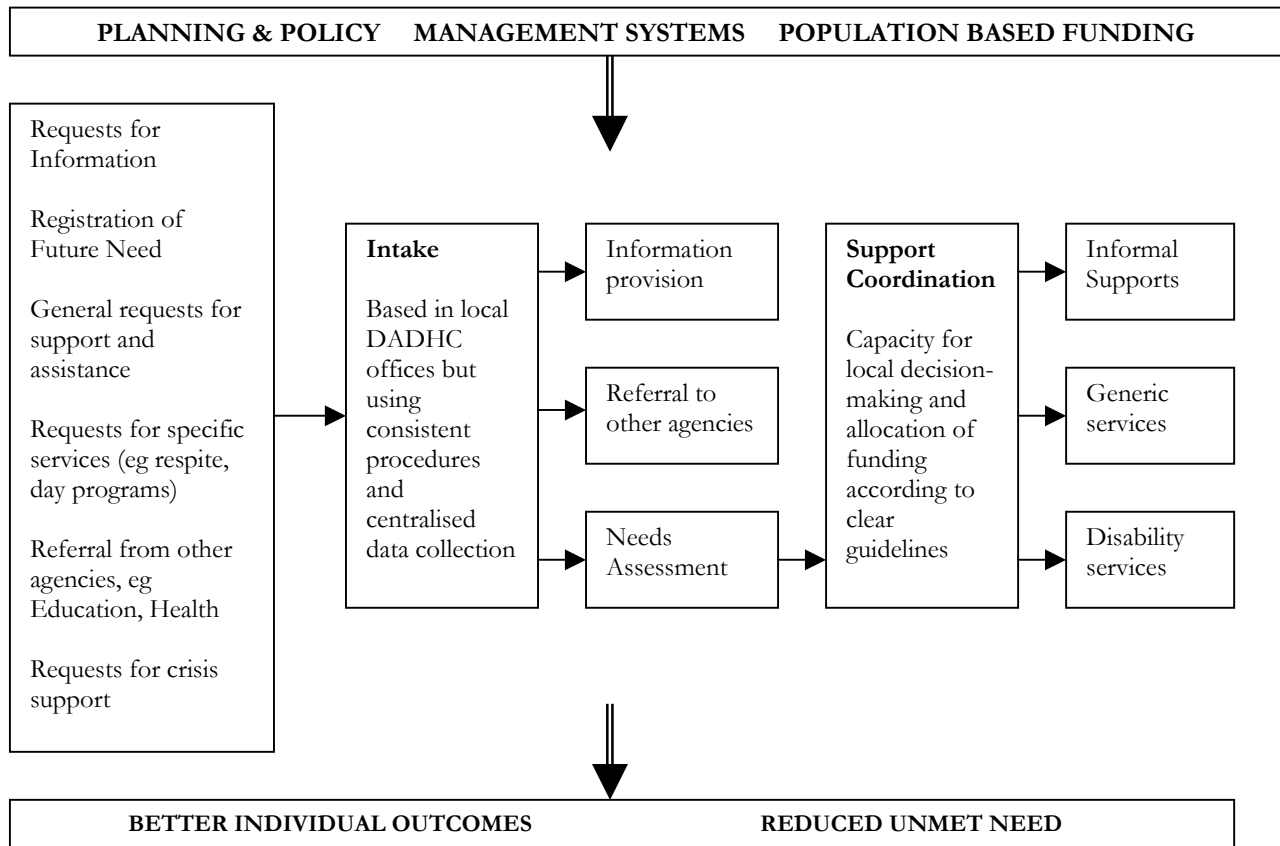 PLANNING & POLICY MANAGEMENT SYSTEMS POPULATION BASED FUNDING
Requests for
Information
Registration of
Future Need
General requests for
support and
assistance
Requests for specific
services (eg respite,
day programs)
Referral from other
agencies, eg
Education, Health
Requests for crisis
support
Intake
Based in local
DADHC
offices but
using
consistent
procedures
and
centralised
data collection
Information
provision
Referral to
other agencies
Needs
Assessment
Support
Coordination
Capacity for
local decision-
making and
allocation of
funding
according to
clear
guidelines
Informal
Supports
Generic
services
Disability
services
BETTER INDIVIDUAL OUTCOMES REDUCED UNMET NEED